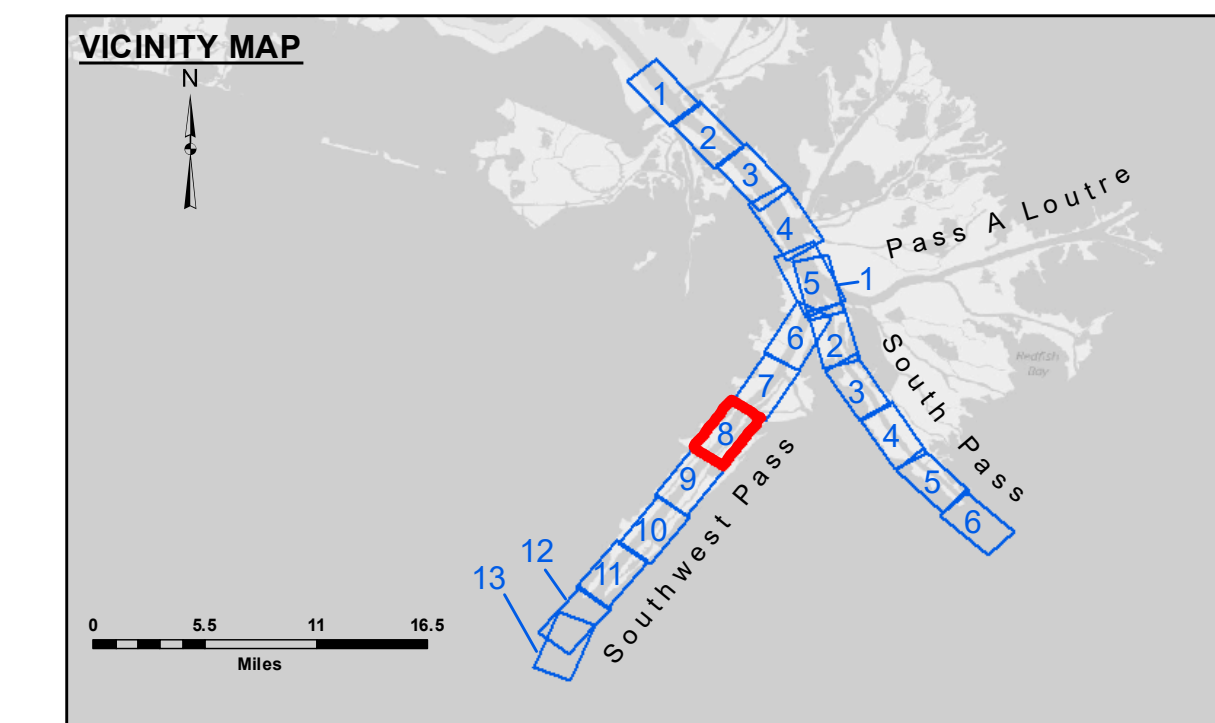 VICINITY MAP
N
1
2
3
4
5
1
6
2
7
3
8
4
9
5
10
6
11
12
13
Pass A Loutre
South Pass
Southwest Pass
Redfish
Bay
0 5.5 11 16.5
Miles